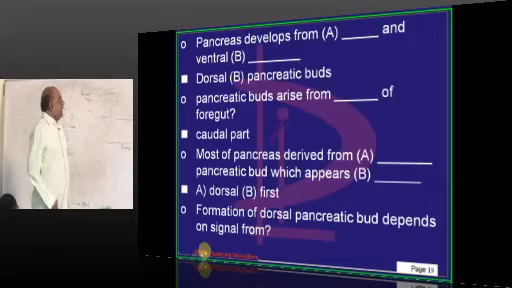 Pancreas develops from (A) _____ and
ventral (B) ________
Dorsal (B) pancreatic buds
pancreatic buds arise from ______ of
foregut?
caudal part
Most of pancreas derived from (A) _______
pancreatic bud which appears (B) ______
A) dorsal (B) first
Formation of dorsal pancreatic bud depends
on signal from?
Page 19